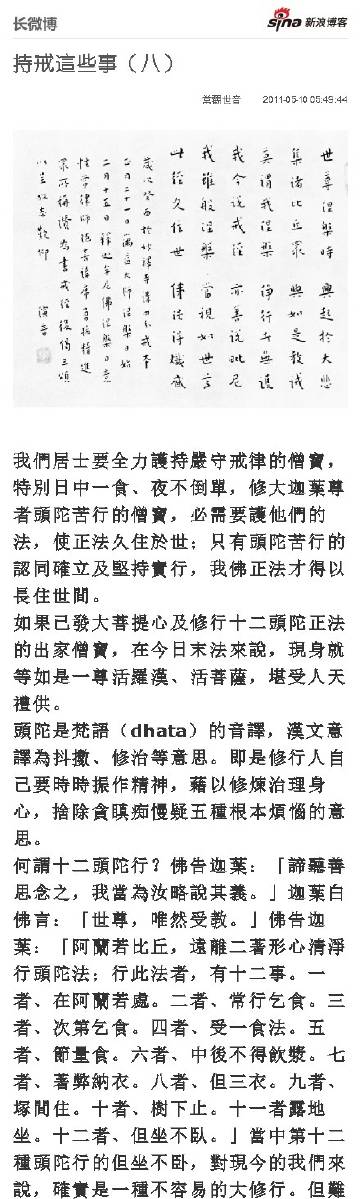 长微博
sina 新浪博客
持戒這些事（八）
觉翻世音 2011-05-10 05:49:44
世尊涅槃時 興起於大悲
集諸比丘眾 與如是教誡
莫謂我涅槃 淨行者無護
我今說戒經 亦善說毗尼
我雖般涅槃 當視如世尊
此經久住世 佛法得熾盛
我們居士要全力護持嚴守戒律的僧寶，
特別日中一食、夜不倒單，修大迦葉尊
者頭陀苦行的僧寶，必需要護他們的
法，使正法久住於世；只有頭陀苦行的
認同確立及堅持實行，我佛正法才得以
長住世間。
如果已發大菩提心及修行十二頭陀正法
的出家僧寶，在今日末法來說，現身就
等如是一尊活羅漢、活菩薩，堪受人天
禮供。
頭陀是梵語（dhata）的音譯，漢文意
譯為抖擻、修治等意思。即是修行人自
己要時時振作精神，藉以修煉治理身
心，捨除貪瞋痴慢疑五種根本煩惱的意
思。
何謂十二頭陀行？佛告迦葉：「諦聽善
思念之，我當為汝略說其義。」迦葉白
佛言：「世尊，唯然受教。」佛告迦
葉：「阿蘭若比丘，遠離二著形心清淨
行頭陀法；行此法者，有十二事。一
者、在阿蘭若處。二者、常行乞食。三
者、次第乞食。四者、受一食法。五
者、節量食。六者、中後不得飲漿。七
者、著弊納衣。八者、但三衣。九者、
塚間住。十者、樹下止。十一者露地
坐。十二者、但坐不臥。」當中第十二
種頭陀行的但坐不卧，對現今的我們來
說，確實是一種不容易的大修行。但難